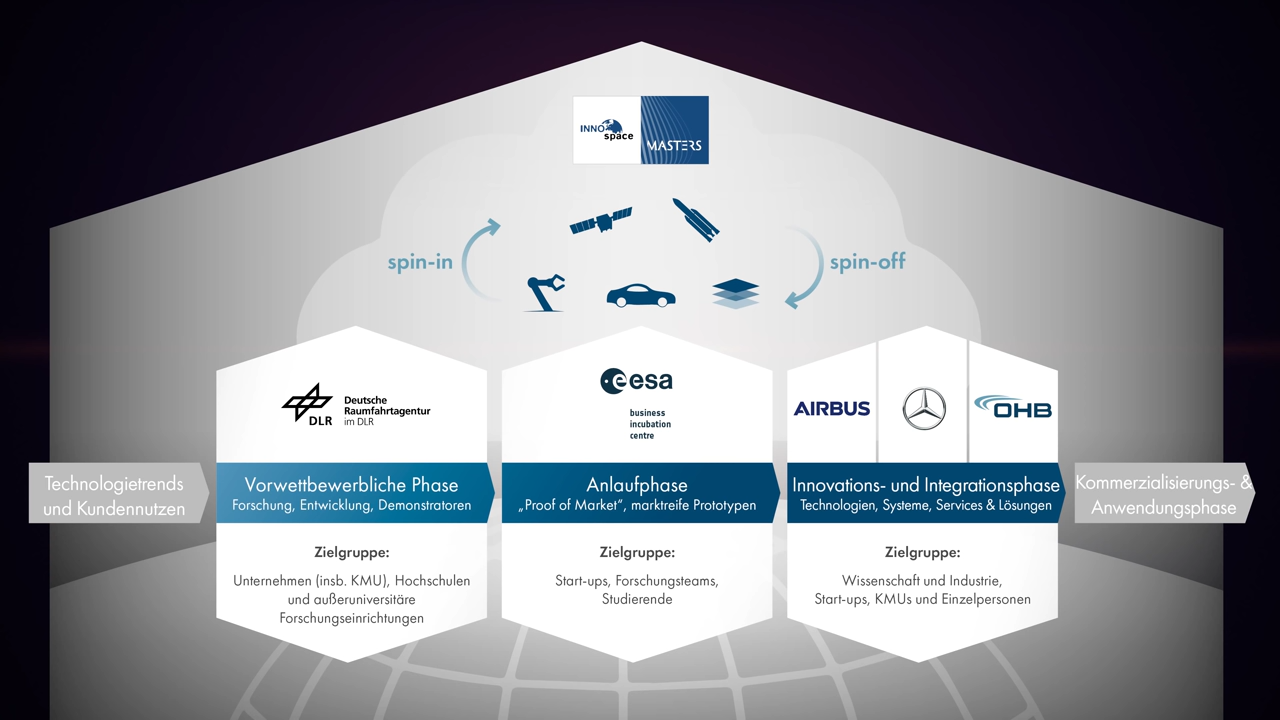 INNO
space
MASTERS
spin-in
spin-off
DLR
Deutsche
Raumfahrtagentur
im DLR
esa
business
incubation
centre
AIRBUS
OHB
Technologietrends
und Kundennutzen
Vorwettbewerbliche Phase
Forschung, Entwicklung, Demonstratoren
Anlaufphase
„Proof of Market“, marktreife Prototypen
Innovations- und Integrationsphase
Technologien, Systeme, Services & Lösungen
Kommerzialisierungs- &
Anwendungsphase
Zielgruppe:
Unternehmen (insb. KMU), Hochschulen
und außeruniversitäre
Forschungseinrichtungen
Zielgruppe:
Start-ups, Forschungsteams,
Studierende
Zielgruppe:
Wissenschaft und Industrie,
Start-ups, KMUs und Einzelpersonen